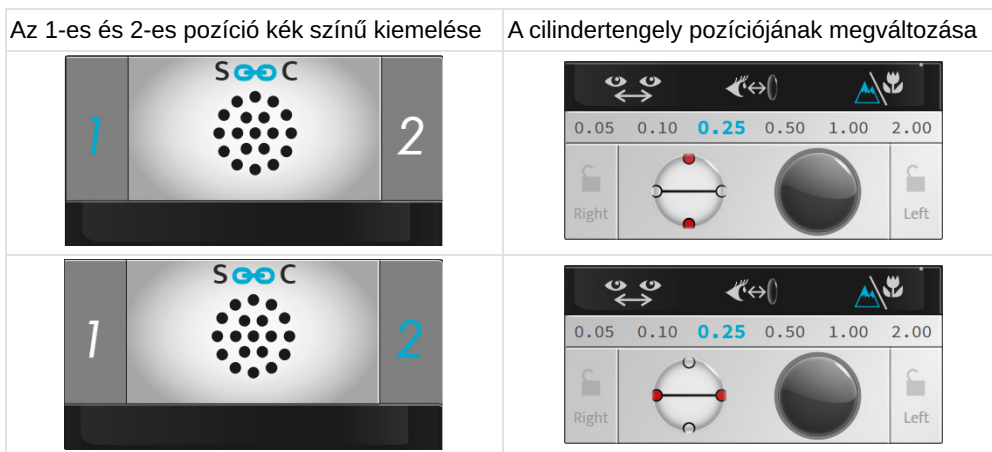 Az 1-es és 2-es pozíció kék színű kiemelése
A cilindertengely pozíciójának megváltozása
S C
1
2
0.05 0.10 0.25 0.50 1.00 2.00
Right
Left
S C
1
2
0.05 0.10 0.25 0.50 1.00 2.00
Right
Left